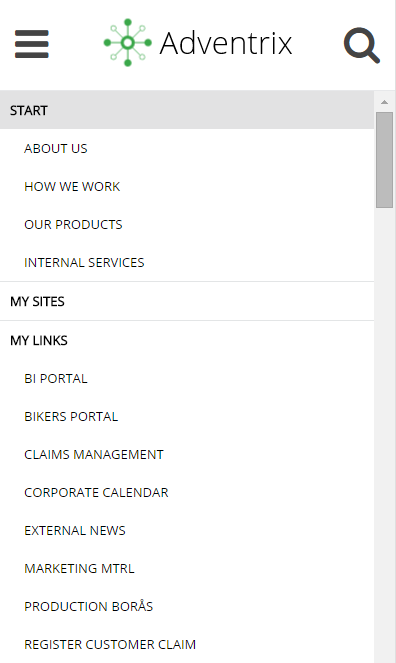 Adventrix
START
ABOUT US
HOW WE WORK
OUR PRODUCTS
INTERNAL SERVICES
MY SITES
MY LINKS
BI PORTAL
BIKERS PORTAL
CLAIMS MANAGEMENT
CORPORATE CALENDAR
EXTERNAL NEWS
MARKETING MTRL
PRODUCTION BORÅS
REGISTER CUSTOMER CLAIM